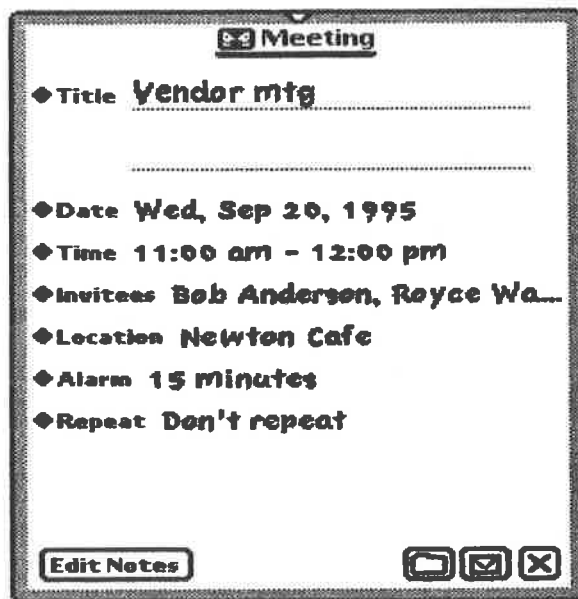 Meeting
Title Vendor mtg
Date Wed, Sep 20, 1995
Time 11:00 am - 12:00 pm
Invitees Bob Anderson, Royce Wa...
Location Newton Cafe
Alarm 15 minutes
Repeat Don't repeat
Edit Notes